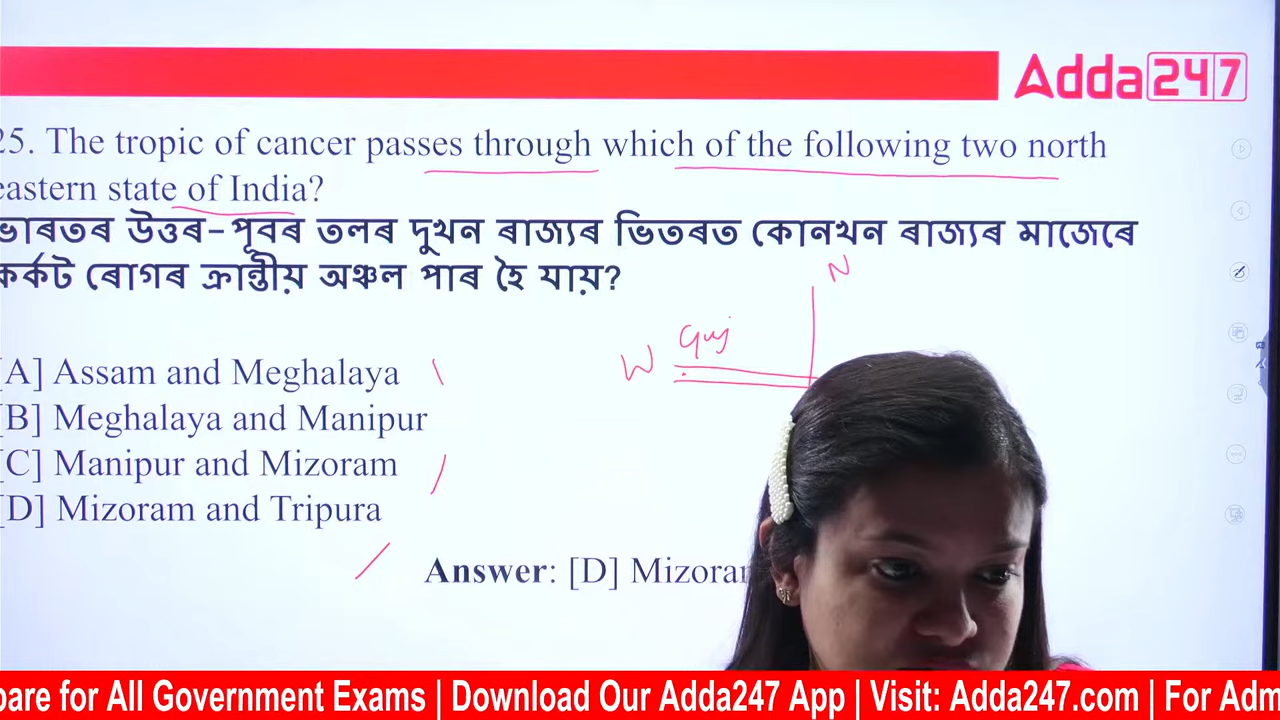 Adda247
25. The tropic of cancer passes through which of the following two north
eastern state of India?
ভাৰতৰ উত্তৰ-পূবৰ তলৰ দুখন ৰাজ্যৰ ভিতৰত কোনখন ৰাজ্যৰ মাজেৰে
কৰ্কট ৰোগৰ ক্ৰান্তীয় অঞ্চল পাৰ হৈ যায়?
N
Guj
W
[A] Assam and Meghalaya
[B] Meghalaya and Manipur
[C] Manipur and Mizoram
[D] Mizoram and Tripura
Answer: [D]
for All Government Exams | Download Our Adda247 App | Visit: Adda247.com | For